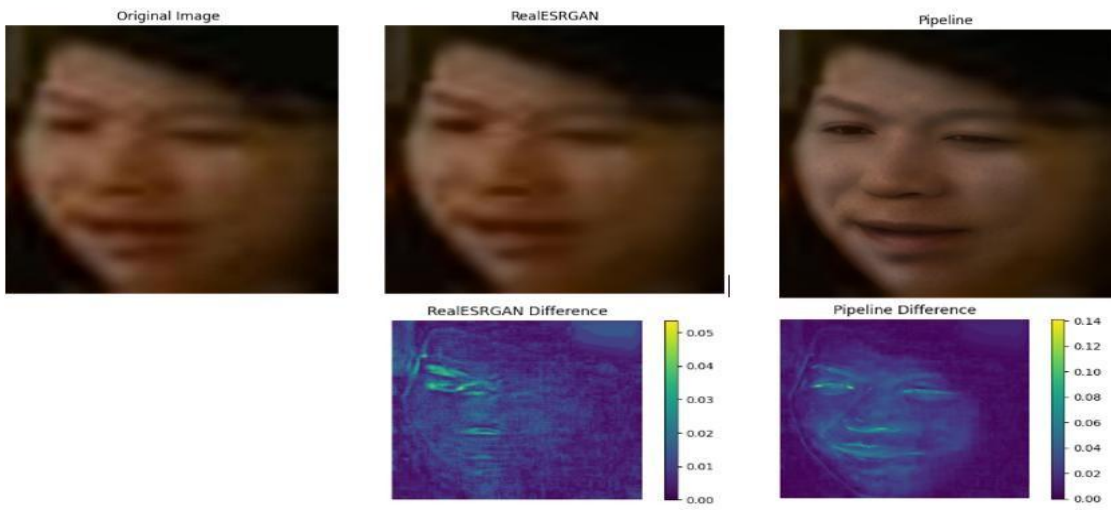 Original Image
RealESRGAN
Pipeline
RealESRGAN Difference
Pipeline Difference
0.05
0.04
0.03
0.02
0.01
0.00
0.14
0.12
0.10
0.08
0.06
0.04
0.02
0.00